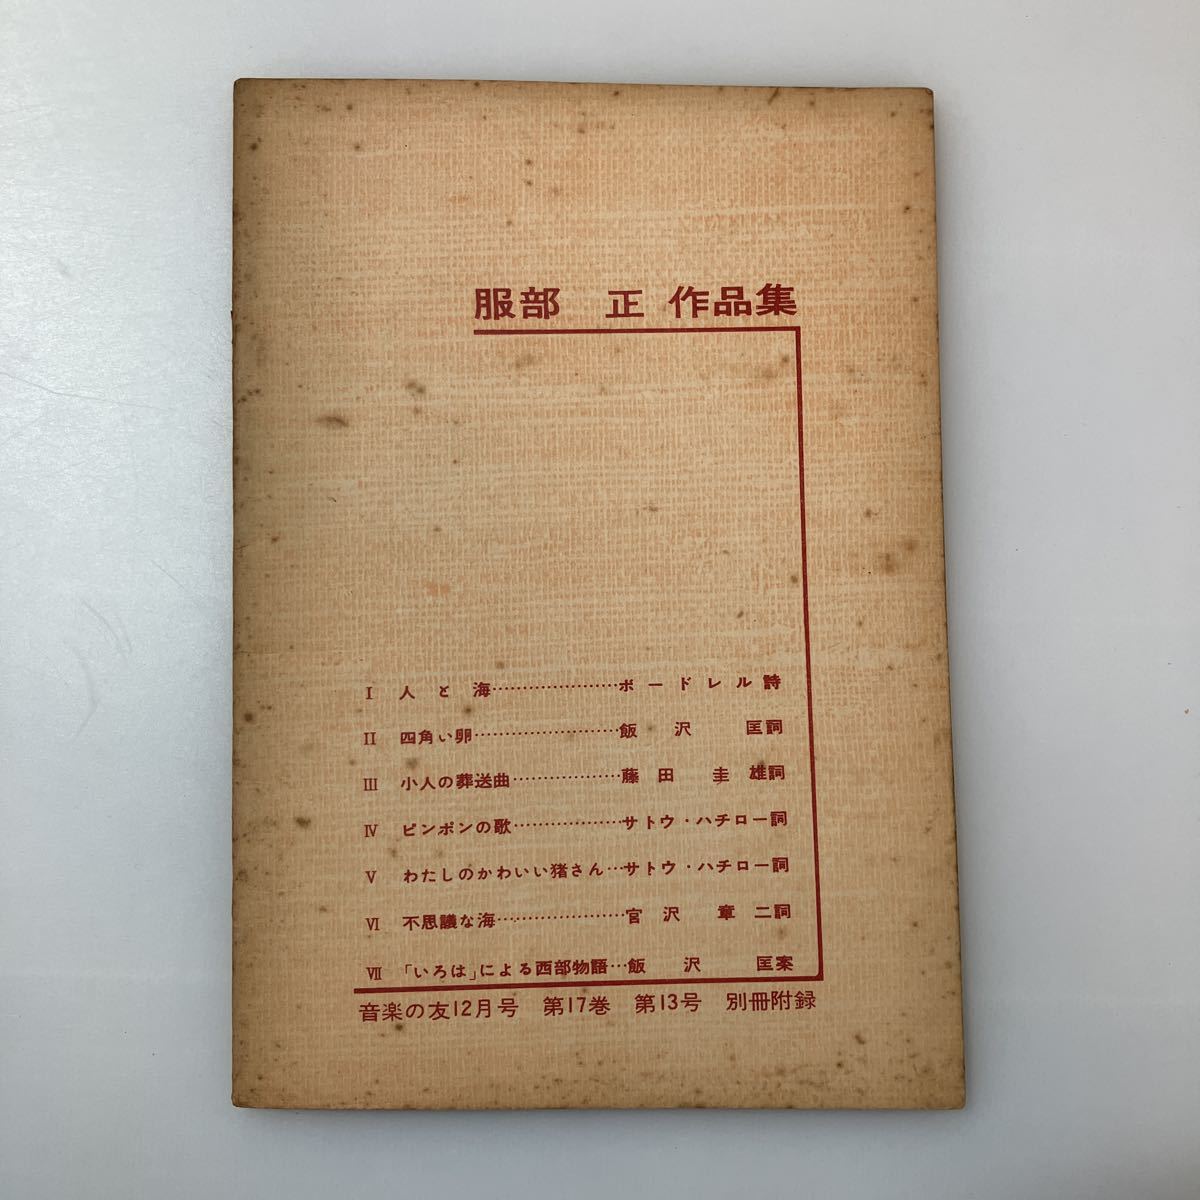 服部 正 作品集
I 人と海…………………ボードレル詩
II 四角い卵……………………飯沢 匡詞
III 小人の葬送曲………………藤田 圭雄詞
IV ピンポンの歌………………サトウ・ハチロー詞
V わたしのかわいい猪さん…サトウ・ハチロー詞
VI 不思議な海…………………宮沢 章二詞
VII 「いろは」による西部物語…飯沢 匡案
音楽の友12月号 第17巻 第13号 別冊附録